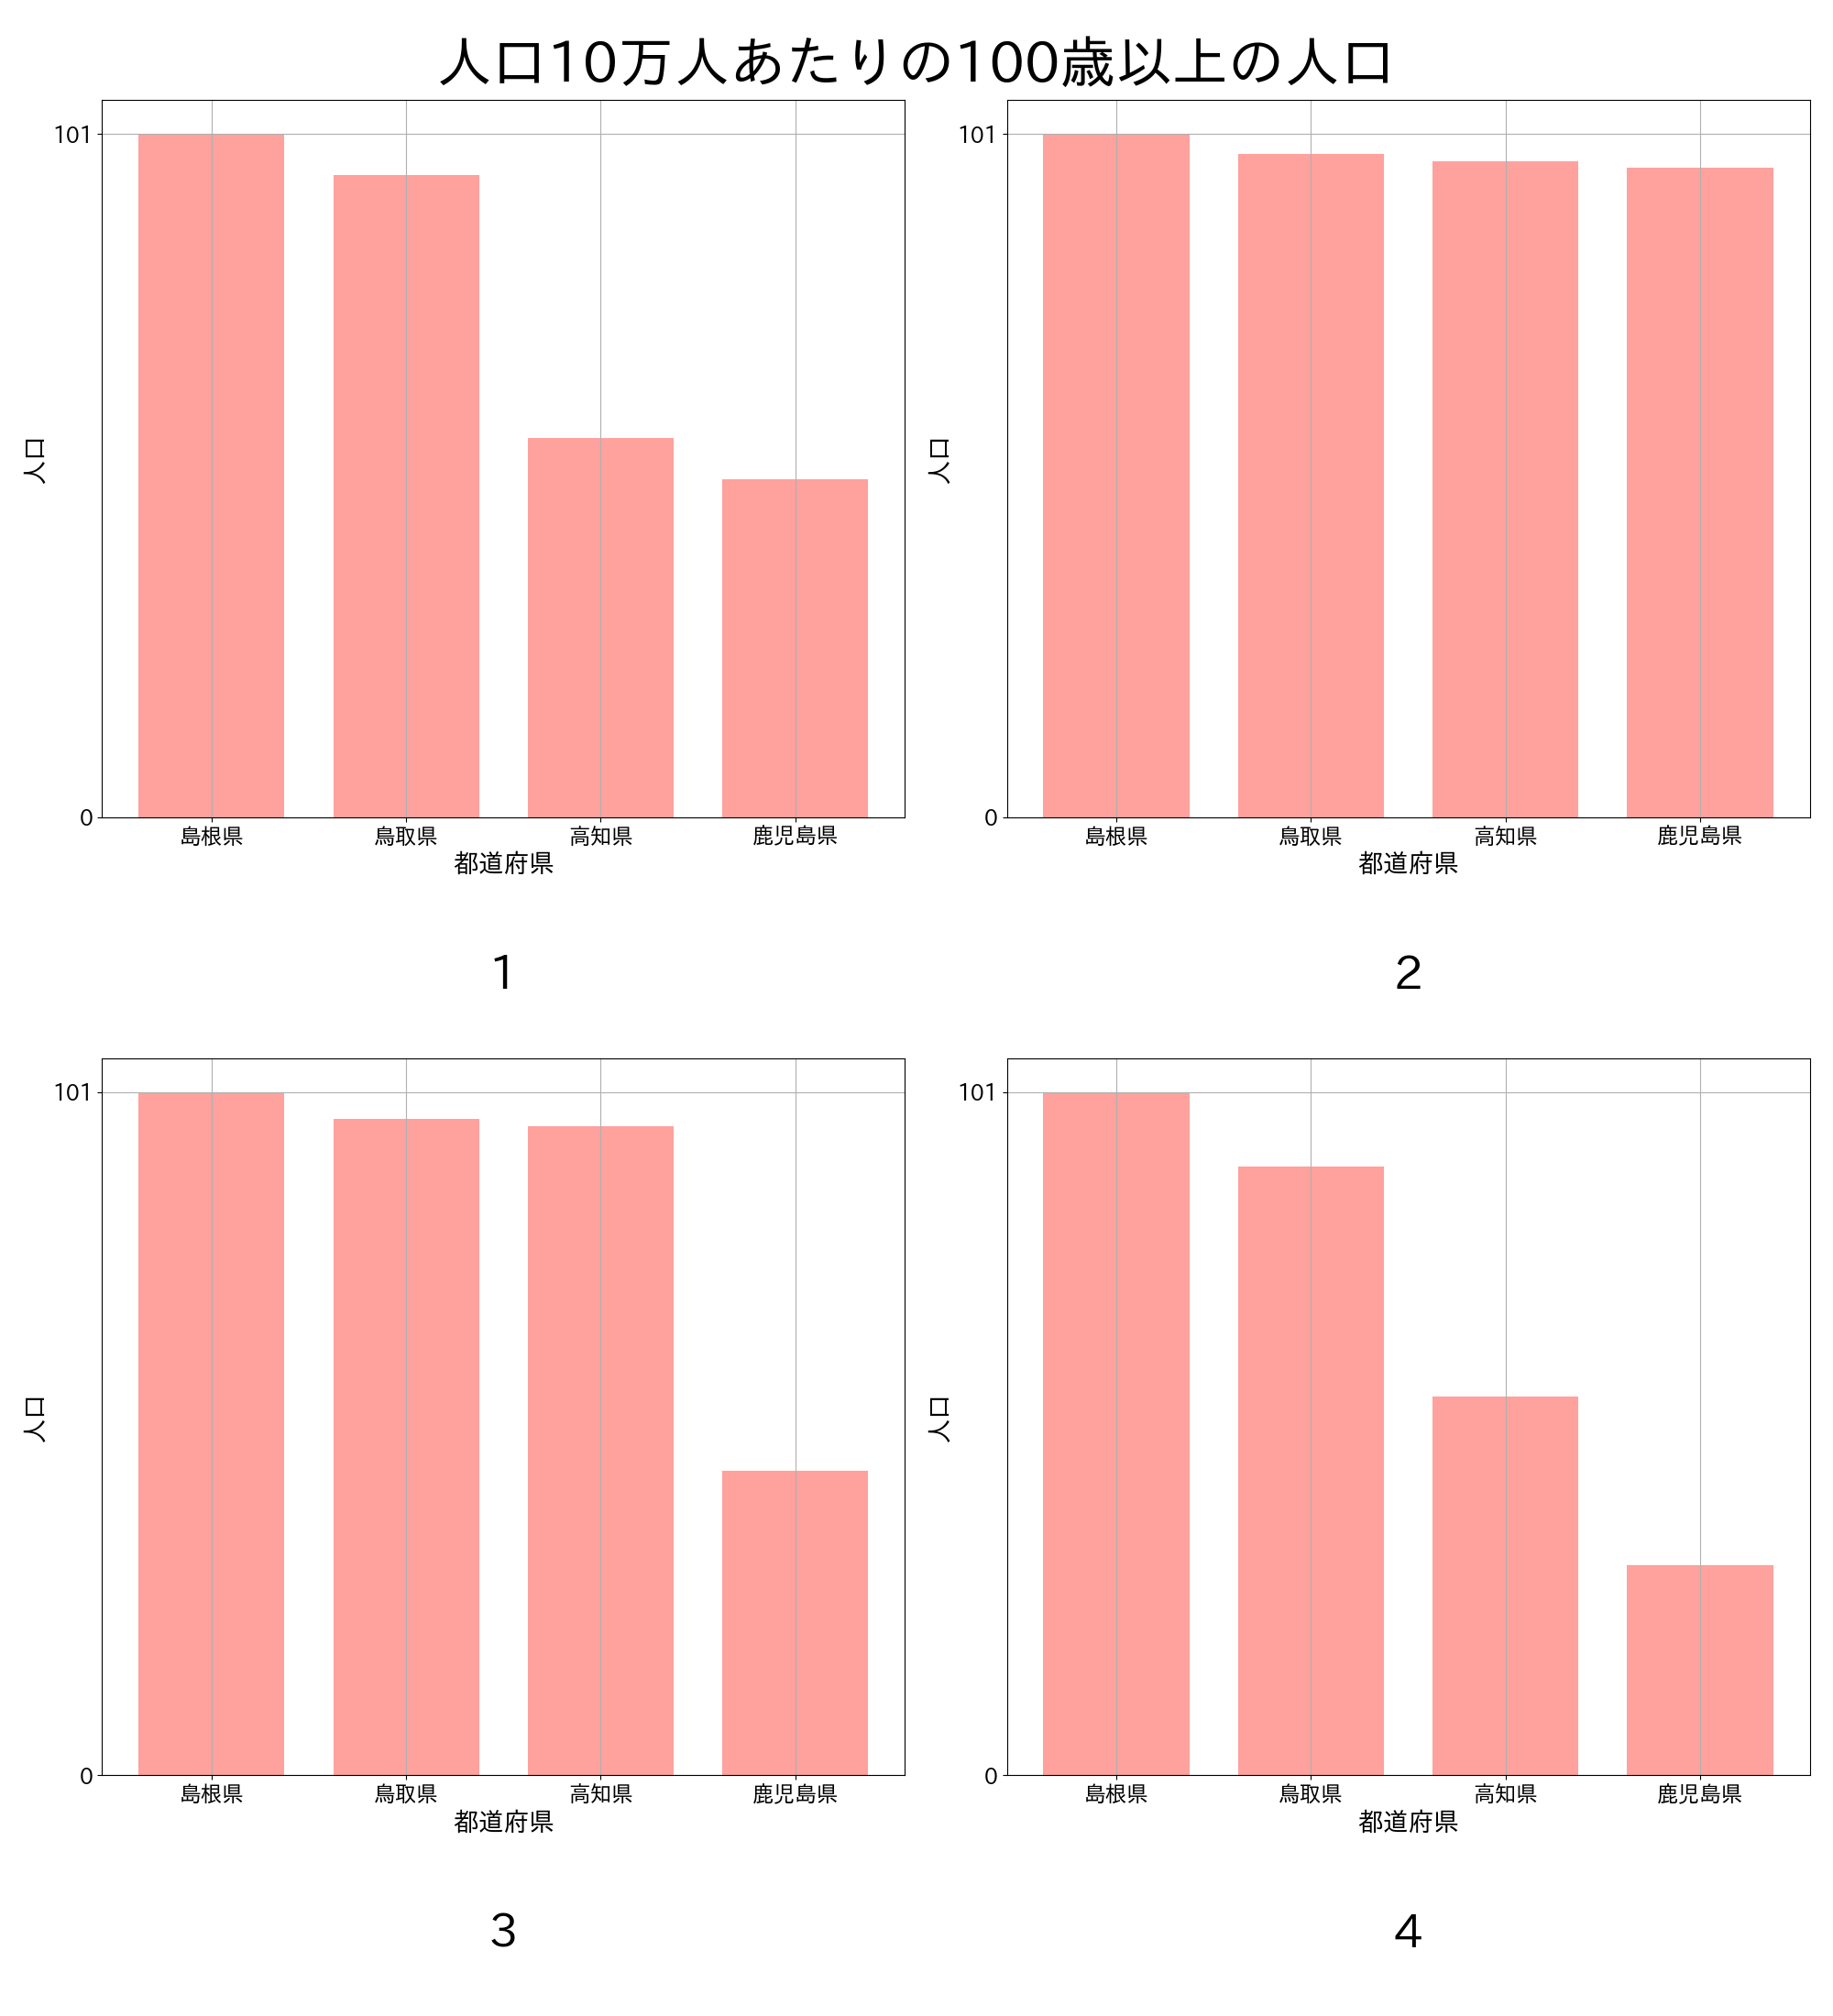 人口10万人あたりの100歳以上の人口
101
0
人口
島根県 鳥取県 高知県 鹿児島県
都道府県
1
101
0
人口
島根県 鳥取県 高知県 鹿児島県
都道府県
2
101
0
人口
島根県 鳥取県 高知県 鹿児島県
都道府県
3
101
0
人口
島根県 鳥取県 高知県 鹿児島県
都道府県
4